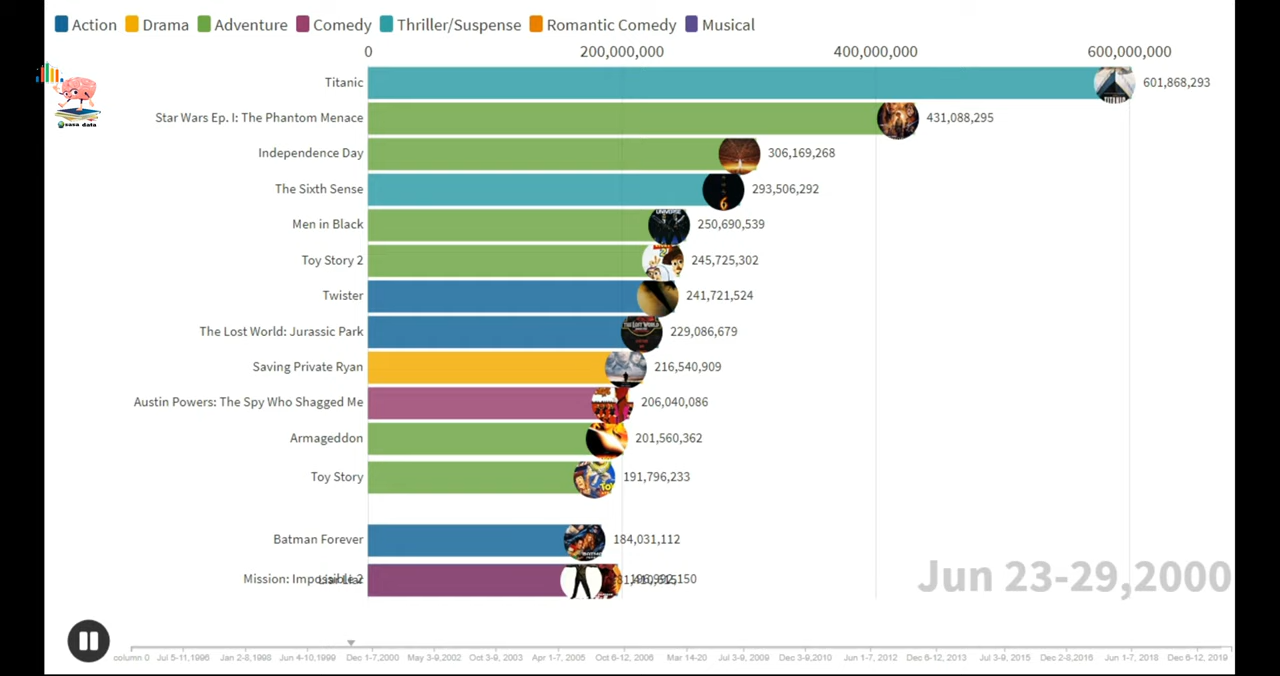 Action Drama Adventure Comedy Thriller/Suspense Romantic Comedy Musical
0 200,000,000 400,000,000 600,000,000
Titanic 601,868,293
Star Wars Ep. I: The Phantom Menace 431,088,295
Independence Day 306,169,268
The Sixth Sense 293,506,292
Men in Black 250,690,539
Toy Story 2 245,725,302
Twister 241,721,524
The Lost World: Jurassic Park 229,086,679
Saving Private Ryan 216,540,909
Austin Powers: The Spy Who Shagged Me 206,040,086
Armageddon 201,560,362
Toy Story 191,796,233
Batman Forever 184,031,112
Mission: Impossible 2
Jun 23-29,2000
sasa data
column 0 Jul 5-11,1996 Jan 2-8,1998 Jun 4-10,1999 Dec 1-7,2000 May 3-9,2002 Oct 3-9, 2003 Apr 1-7, 2005 Oct 6-12, 2006 Mar 14-20 Jul 3-9, 2009 Dec 3-9,2010 Jun 1-7, 2012 Dec 6-12, 2013 Jul 3-9, 2015 Dec 2-8,2016 Jun 1-7, 2018 Dec 6-12, 2019